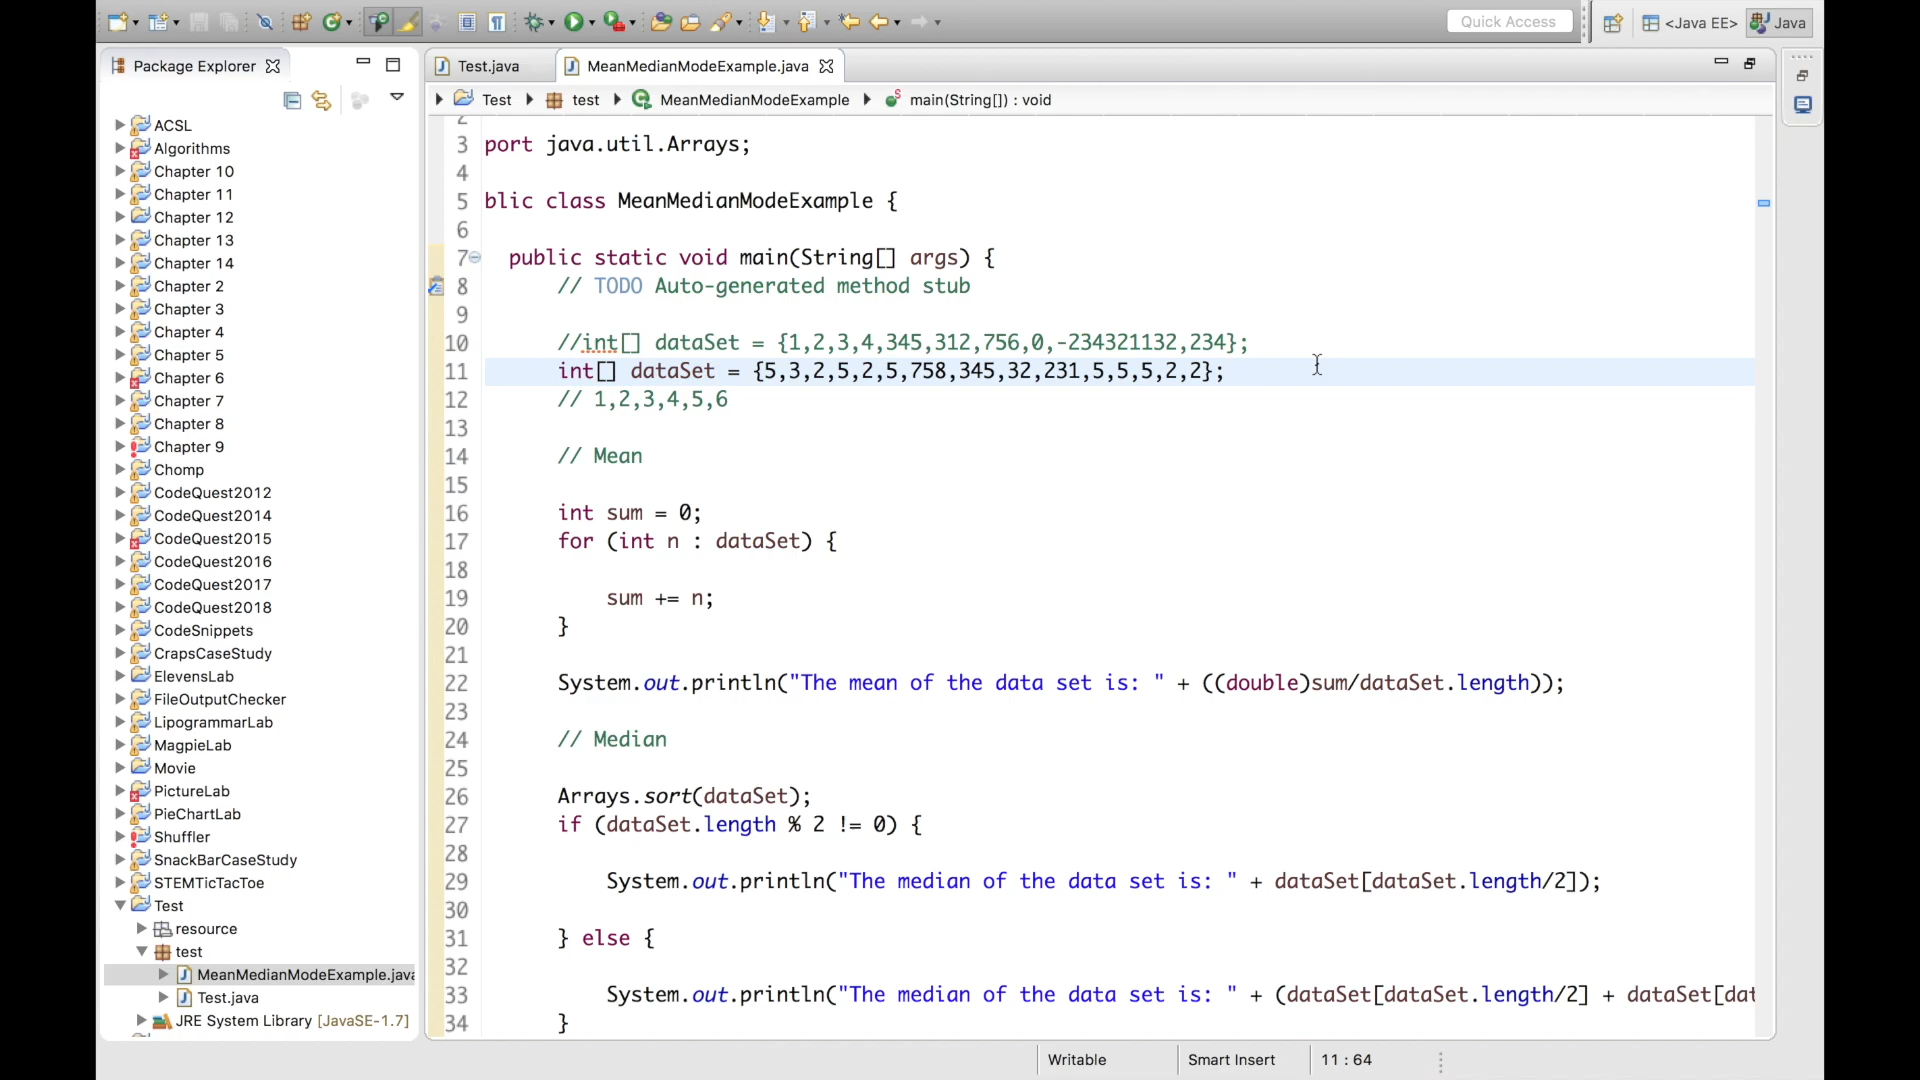 Quick Access
<Java EE>
Java
Package Explorer
Test.java
MeanMedianModeExample.java
Test
test
MeanMedianModeExample
main(String[]) : void
ACSL
Algorithms
Chapter 10
Chapter 11
Chapter 12
Chapter 13
Chapter 14
Chapter 2
Chapter 3
Chapter 4
Chapter 5
Chapter 6
Chapter 7
Chapter 8
Chapter 9
Chomp
CodeQuest2012
CodeQuest2014
CodeQuest2015
CodeQuest2016
CodeQuest2017
CodeQuest2018
CodeSnippets
CrapsCaseStudy
ElevensLab
FileOutputChecker
LipogrammarLab
MagpieLab
Movie
PictureLab
PieChartLab
Shuffler
SnackBarCaseStudy
STEMTicTacToe
Test
resource
test
MeanMedianModeExample.java
Test.java
JRE System Library [JavaSE-1.7]
2
3 port java.util.Arrays;
4
5 blic class MeanMedianModeExample {
6
7 public static void main(String[] args) {
8 // TODO Auto-generated method stub
9
10 //int[] dataSet = {1,2,3,4,345,312,756,0,-234321132,234};
11 int[] dataSet = {5,3,2,5,2,5,758,345,32,231,5,5,5,2,2};
12 // 1,2,3,4,5,6
13
14 // Mean
15
16 int sum = 0;
17 for (int n : dataSet) {
18
19 sum += n;
20 }
21
22 System.out.println("The mean of the data set is: " + ((double)sum/dataSet.length));
23
24 // Median
25
26 Arrays.sort(dataSet);
27 if (dataSet.length % 2 != 0) {
28
29 System.out.println("The median of the data set is: " + dataSet[dataSet.length/2]);
30
31 } else {
32
33 System.out.println("The median of the data set is: " + (dataSet[dataSet.length/2] + dataSet[dat
34 }
Writable
Smart Insert
11 : 64